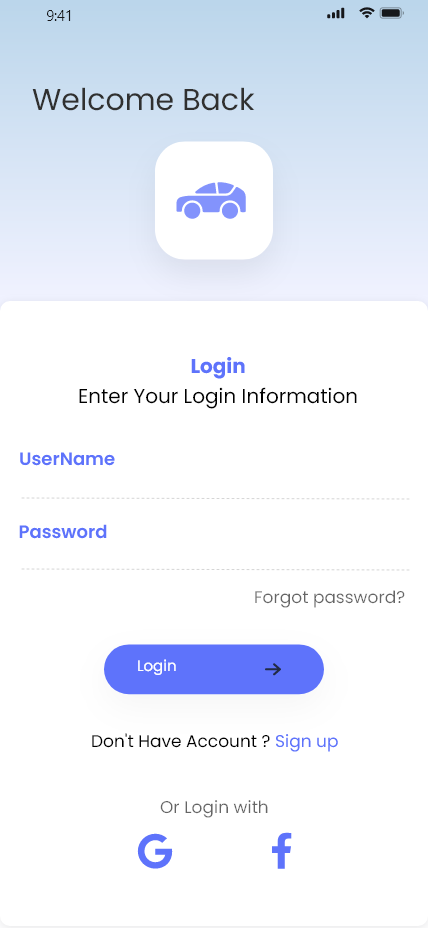 9:41
Welcome Back
Login
Enter Your Login Information
UserName
Password
Forgot password?
Login
Don't Have Account ? Sign up
Or Login with